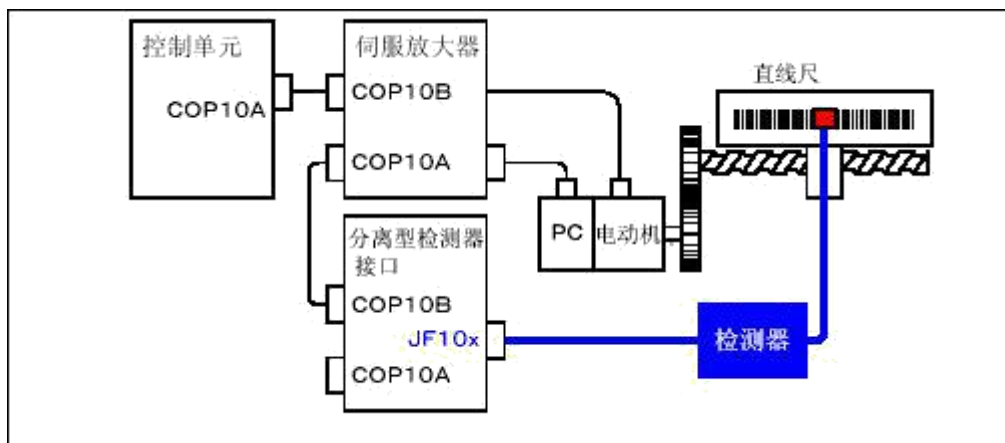 控制单元
COP10A
伺服放大器
COP10B
COP10A
分离型检测器
接口
COP10B
JF10x
COP10A
PC
电动机
直线尺
检测器